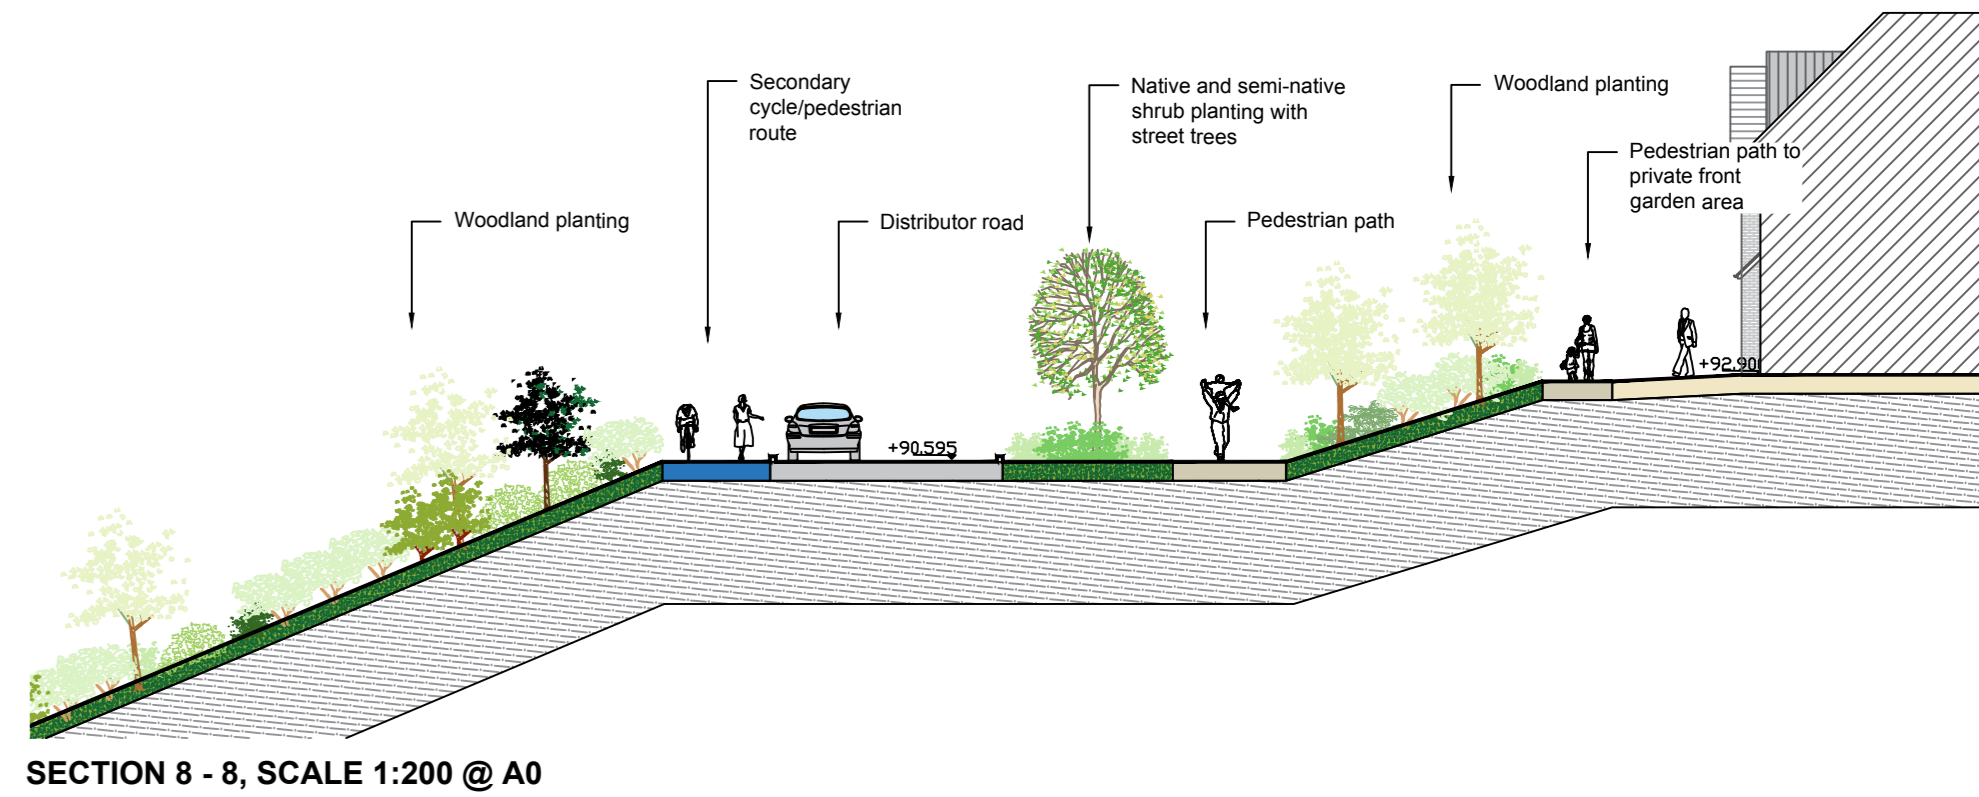 Secondary
cycle/pedestrian
route
Native and semi-native
shrub planting with
street trees
Woodland planting
Pedestrian path to
private front
garden area
Woodland planting
Distributor road
Pedestrian path
+92.90
+90.595
SECTION 8 - 8, SCALE 1:200 @ A0